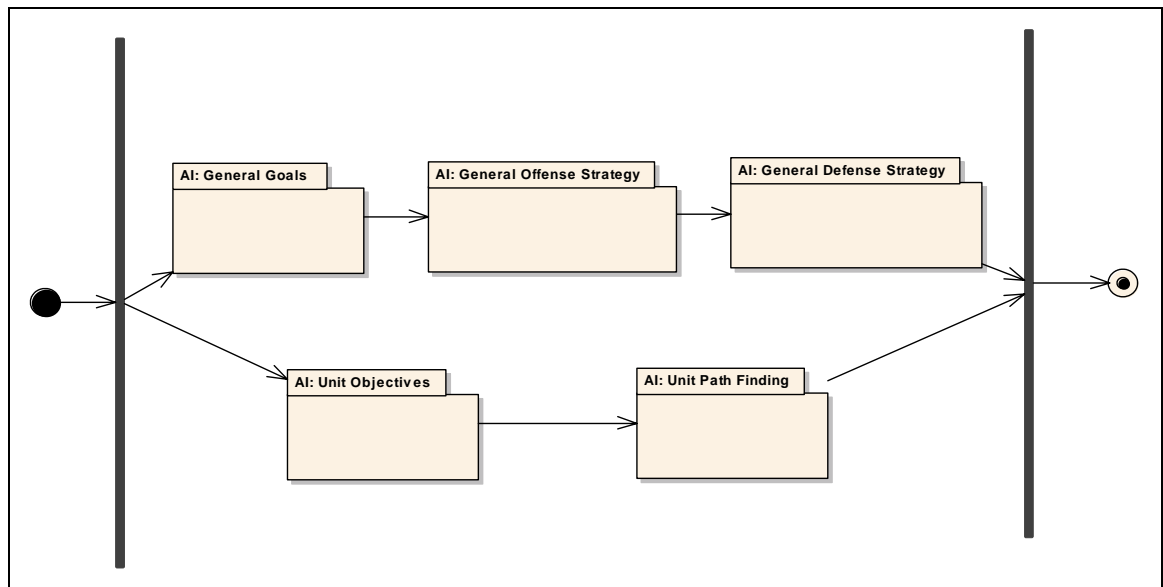 AI: General Goals
AI: General Offense Strategy
AI: General Defense Strategy
AI: Unit Objectives
AI: Unit Path Finding